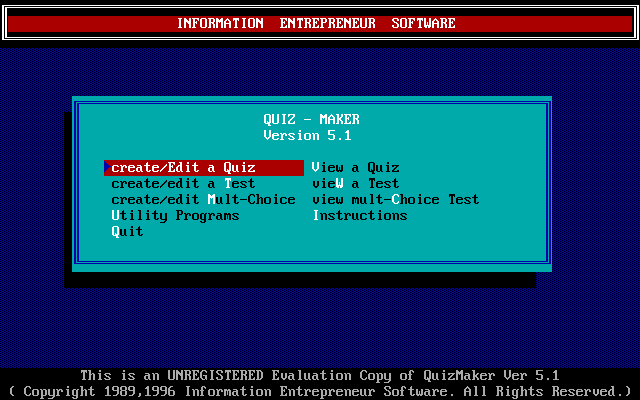 INFORMATION ENTREPRENEUR SOFTWARE
QUIZ - MAKER
Version 5.1
create/Edit a Quiz View a Quiz
create/edit a Test vieW a Test
create/edit Mult-Choice view mult-Choice Test
Utility Programs Instructions
Quit
This is an UNREGISTERED Evaluation Copy of QuizMaker Ver 5.1
( Copyright 1989,1996 Information Entrepreneur Software. All Rights Reserved.)